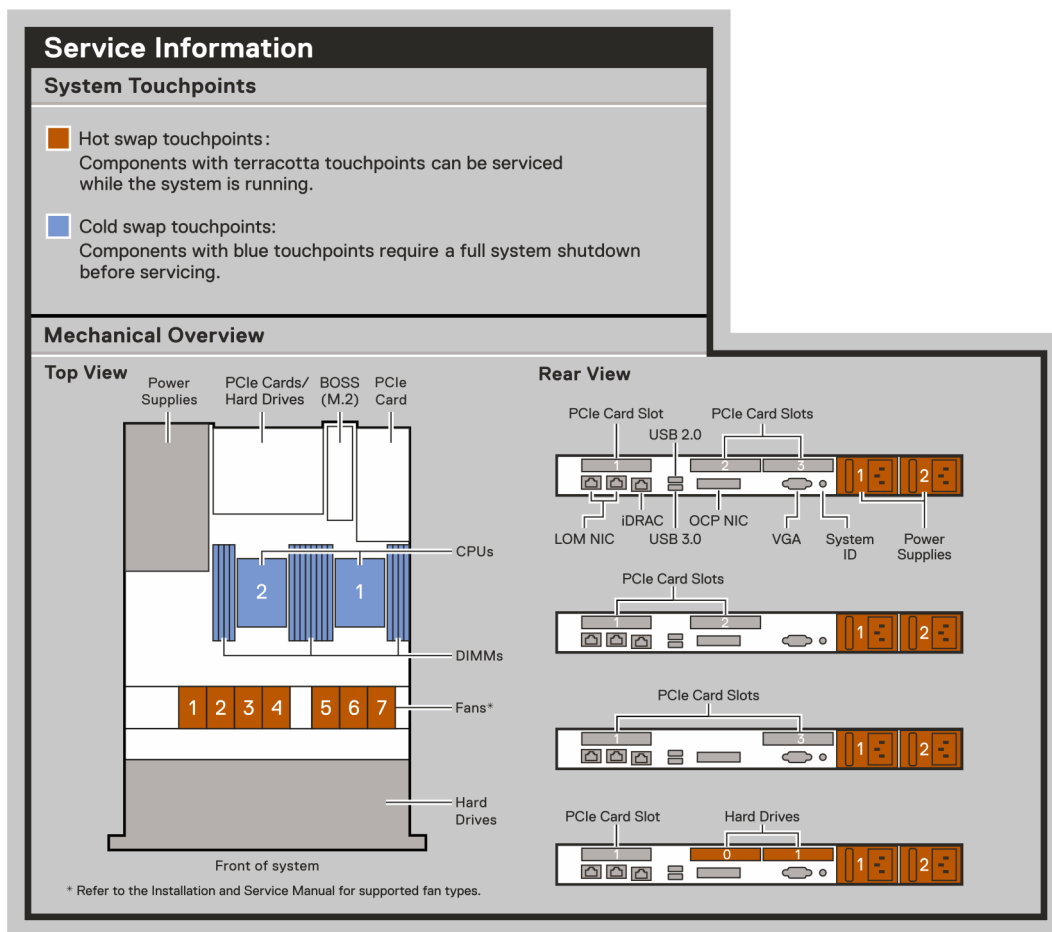 Service Information
System Touchpoints
Hot swap touchpoints:
Components with terracotta touchpoints can be serviced
while the system is running.
Cold swap touchpoints:
Components with blue touchpoints require a full system shutdown
before servicing.
Mechanical Overview
Top View
Power
Supplies
PCIe Cards/
Hard Drives
BOSS
(M.2)
PCIe
Card
CPUs
2
1
DIMMs
1 2 3 4 5 6 7
Fans*
Hard
Drives
Front of system
* Refer to the Installation and Service Manual for supported fan types.
Rear View
PCIe Card Slot
PCIe Card Slots
USB 2.0
1 2 3
1 2
LOM NIC
iDRAC
USB 3.0
OCP NIC
VGA
System
ID
Power
Supplies
PCIe Card Slots
1 2
1 2
PCIe Card Slots
1 3
1 2
PCIe Card Slot
Hard Drives
1 0 1
1 2